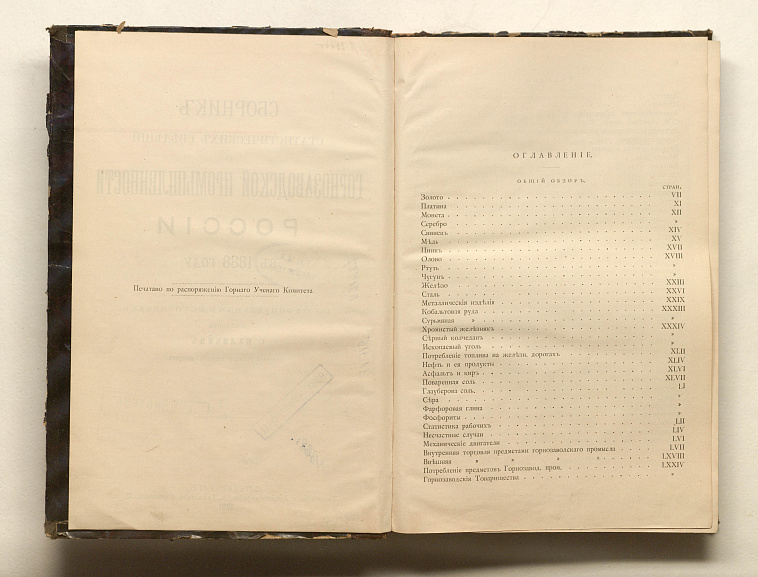 Печатано по распоряженію Горнаго Ученаго Комитета
ОГЛАВЛЕНІЕ.
ОБЩІЙ ОБЗОРЪ.
СТРАН.
Золото . . . VII
Платина . . . XI
Монета . . . XII
Серебро . . . »
Свинецъ . . . XIV
Мѣдь . . . XV
Цинкъ . . . XVII
Олово . . . XVIII
Ртуть . . . »
Чугунъ . . . »
Желѣзо . . . XXIII
Сталь . . . XXVI
Металлическія издѣлія . . . XXIX
Кобальтовая руда . . . XXXIII
Сурьмяная » . . . »
Хромистый желѣзнякъ . . . XXXIV
Сѣрный колчеданъ . . . »
Ископаемый уголь . . . »
Потребленіе топлива на желѣзн. дорогахъ . . . XLII
Нефть и ея продукты . . . XLIV
Асфальтъ и киръ . . . XLVI
Поваренная соль . . . XLVII
Глауберова соль . . . LI
Сѣра . . . »
Фарфоровая глина . . . »
Фосфориты . . . »
Статистика рабочихъ . . . LII
Несчастные случаи . . . LIV
Механическіе двигатели . . . LVI
Внутренняя торговля предметами горнозаводскаго промысла . . . LVII
Внѣшняя » » » » . . . LXVIII
Потребленіе предметовъ Горнозавод. пром. . . . LXXIV
Горнозаводскія Товарищества . . . »